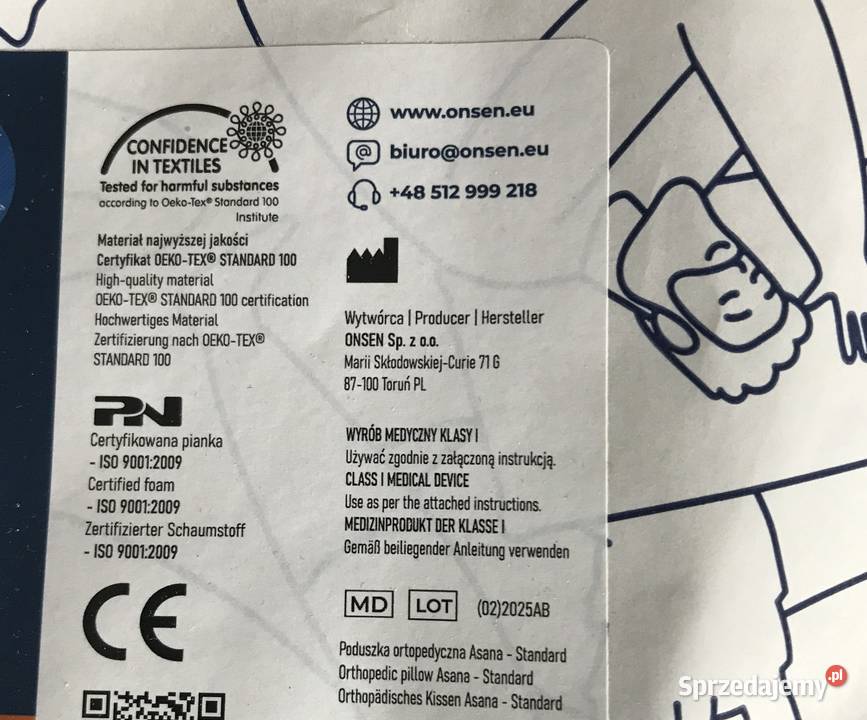 CONFIDENCE
IN TEXTILES
Tested for harmful substances
according to Oeko-Tex® Standard 100
Institute
Materiał najwyższej jakości
Certyfikat OEKO-TEX® STANDARD 100
High-quality material
OEKO-TEX® STANDARD 100 certification
Hochwertiges Material
Zertifizierung nach OEKO-TEX®
STANDARD 100
PN
Certyfikowana pianka
- ISO 9001:2009
Certified foam
- ISO 9001:2009
Zertifizierter Schaumstoff
- ISO 9001:2009
CE
www.onsen.eu
biuro@onsen.eu
+48 512 999 218
Wytwórca | Producer | Hersteller
ONSEN Sp. z o.o.
Marii Skłodowskiej-Curie 71 G
87-100 Toruń PL
WYRÓB MEDYCZNY KLASY I
Używać zgodnie z załączoną instrukcją.
CLASS I MEDICAL DEVICE
Use as per the attached instructions.
MEDIZINPRODUKT DER KLASSE I
Gemäß beiliegender Anleitung verwenden
MD LOT (02)2025AB
Poduszka ortopedyczna Asana - Standard
Orthopedic pillow Asana - Standard
Orthopädisches Kissen Asana - Standard
Sprzedajemy.pl